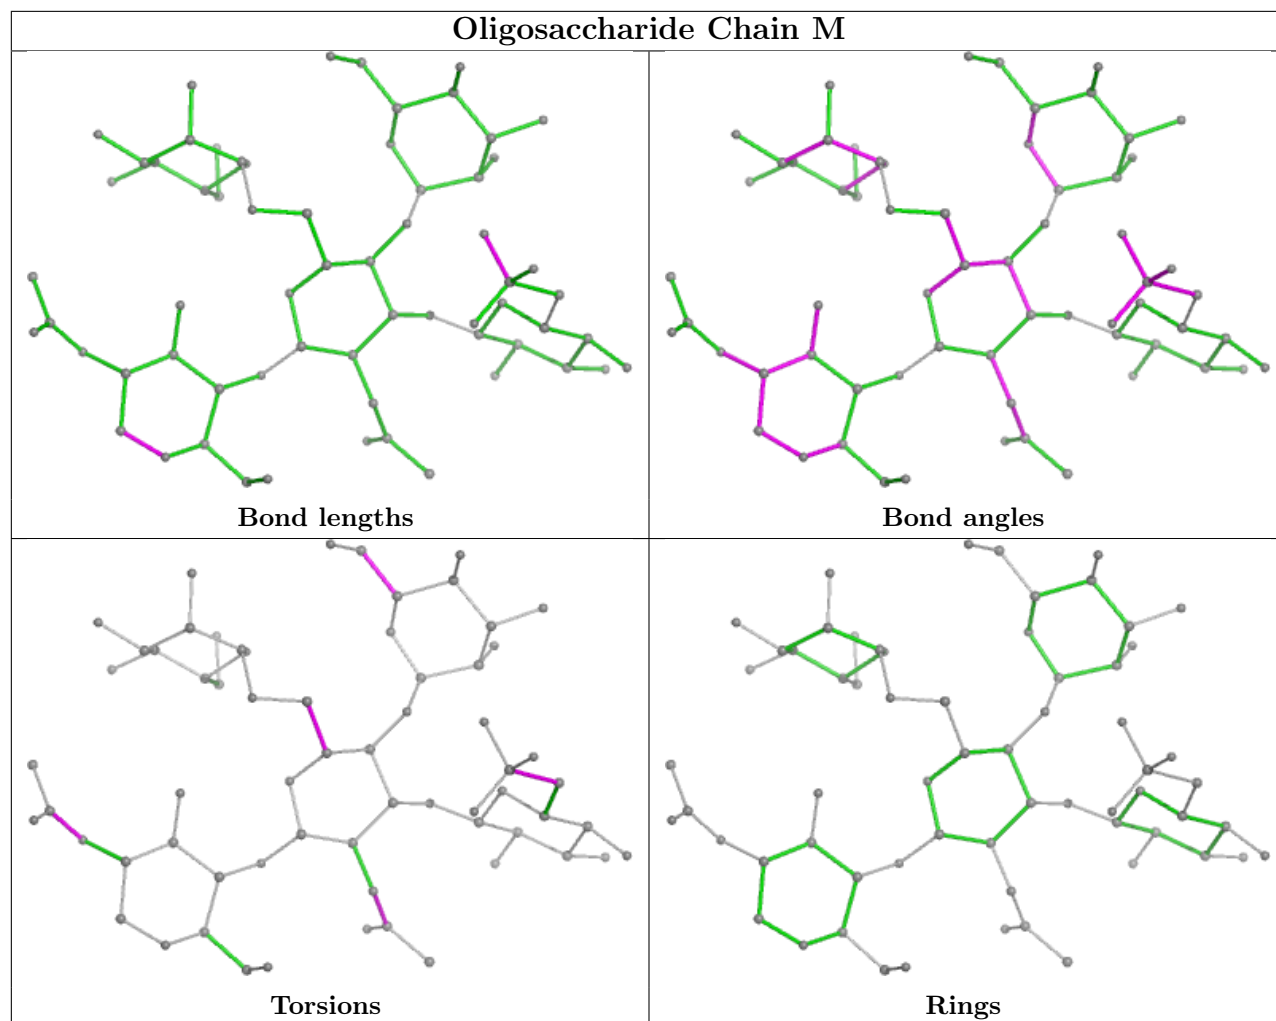 Oligosaccharide Chain M
Bond lengths
Bond angles
Torsions
Rings